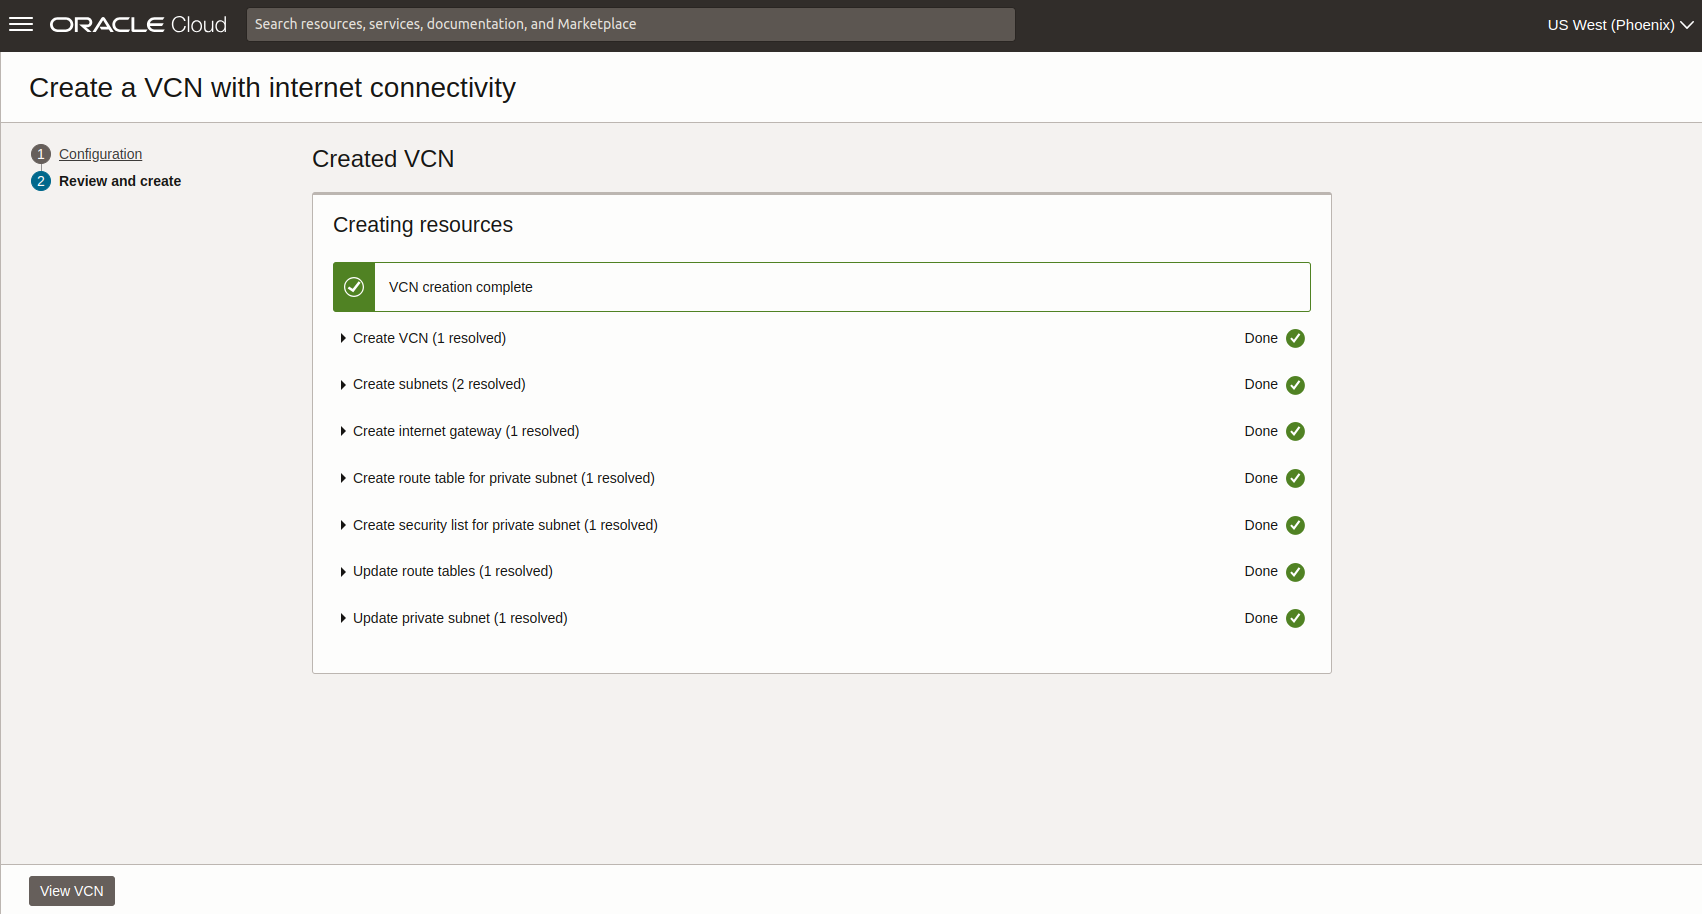 ORACLE Cloud
Search resources, services, documentation, and Marketplace
US West (Phoenix)
Create a VCN with internet connectivity
1 Configuration
2 Review and create
Created VCN
Creating resources
VCN creation complete
Create VCN (1 resolved) Done
Create subnets (2 resolved) Done
Create internet gateway (1 resolved) Done
Create route table for private subnet (1 resolved) Done
Create security list for private subnet (1 resolved) Done
Update route tables (1 resolved) Done
Update private subnet (1 resolved) Done
View VCN